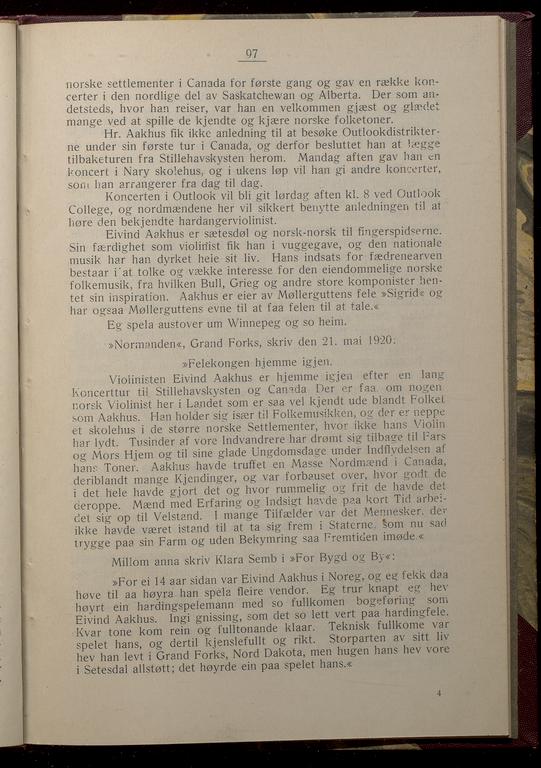 97
norske settlementer i Canada for første gang og gav en række kon-
certer i den nordlige del av Saskatchewan og Alberta. Der som an-
detsteds, hvor han reiser, var han en velkommen gjæst og glædet
mange ved at spille de kjendte og kjære norske folketoner.
Hr. Aakhus fik ikke anledning til at besøke Outlookdistrikter-
ne under sin første tur i Canada, og derfor besluttet han at lægge
tilbaketuren fra Stillehavskysten herom. Mandag aften gav han en
koncert i Nary skolehus, og i ukens løp vil han gi andre koncerter,
som han arrangerer fra dag til dag.
Koncerten i Outlook vil bli git lørdag aften kl. 8 ved Outlook
College, og nordmændene her vil sikkert benytte anledningen til at
høre den bekjendte hardangerviolinist.
Eivind Aakhus er sætesdøl og norsk-norsk til fingerspidserne.
Sin færdighet som violinist fik han i vuggegave, og den nationale
musik har han dyrket heie sit liv. Hans indsats for fædrenearven
bestaar i at tolke og vække interesse for den eiendommelige norske
folkemusik, fra hvilken Bull, Grieg og andre store komponister hen-
tet sin inspiration. Aakhus er eier av Møllerguttens fele »Sigrid« og
har ogsaa Møllerguttens evne til at faa felen til at tale.«
Eg spela austover um Winnepeg og so heim.
»Normanden«, Grand Forks, skriv den 21. mai 1920:
»Felekongen hjemme igjen.
Violinisten Eivind Aakhus er hjemme igjen efter en lang
Koncerttur til Stillehavskysten og Canada Der er faa, om nogen
norsk Violinist her i Landet som er saa vel kjendt ude blandt Folket
som Aakhus. Han holder sig især til Folkemusikken, og der er neppe
et skolehus i de større norske Settlementer, hvor ikke hans Violin
har lydt. Tusinder af vore Indvandrere har drømt sig tilbage til Fars
og Mors Hjem og til sine glade Ungdomsdage under Indflydelsen af
hans Toner. Aakhus havde truffet en Masse Nordmænd i Canada,
deriblandt mange Kjendinger, og var forbauset over, hvor godt de
i det hele havde gjort det og hvor rummelig og frit de havde det
deroppe. Mænd med Erfaring og Indsigt havde paa kort Tid arbei-
det sig op til Velstand. I mange Tilfælder var det Mennesker, der
ikke havde været istand til at ta sig frem i Staterne, som nu sad
trygge paa sin Farm og uden Bekymring saa Fremtiden imøde.«
Millom anna skriv Klara Semb i »For Bygd og By«:
»For ei 14 aar sidan var Eivind Aakhus i Noreg, og eg fekk daa
høve til aa høyra han spela fleire vendor. Eg trur knapt eg hev
høyrt ein hardingspelemann med so fullkomen bogeføring som
Eivind Aakhus. Ingi gnissing, som det so lett vert paa hardingfele.
Kvar tone kom rein og fulltonande klaar. Teknisk fullkome var
spelet hans, og dertil kjenslefullt og rikt. Storparten av sitt liv
hev han levt i Grand Forks, Nord Dakota, men hugen hans hev vore
i Setesdal allstøtt; det høyrde ein paa spelet hans.«
4